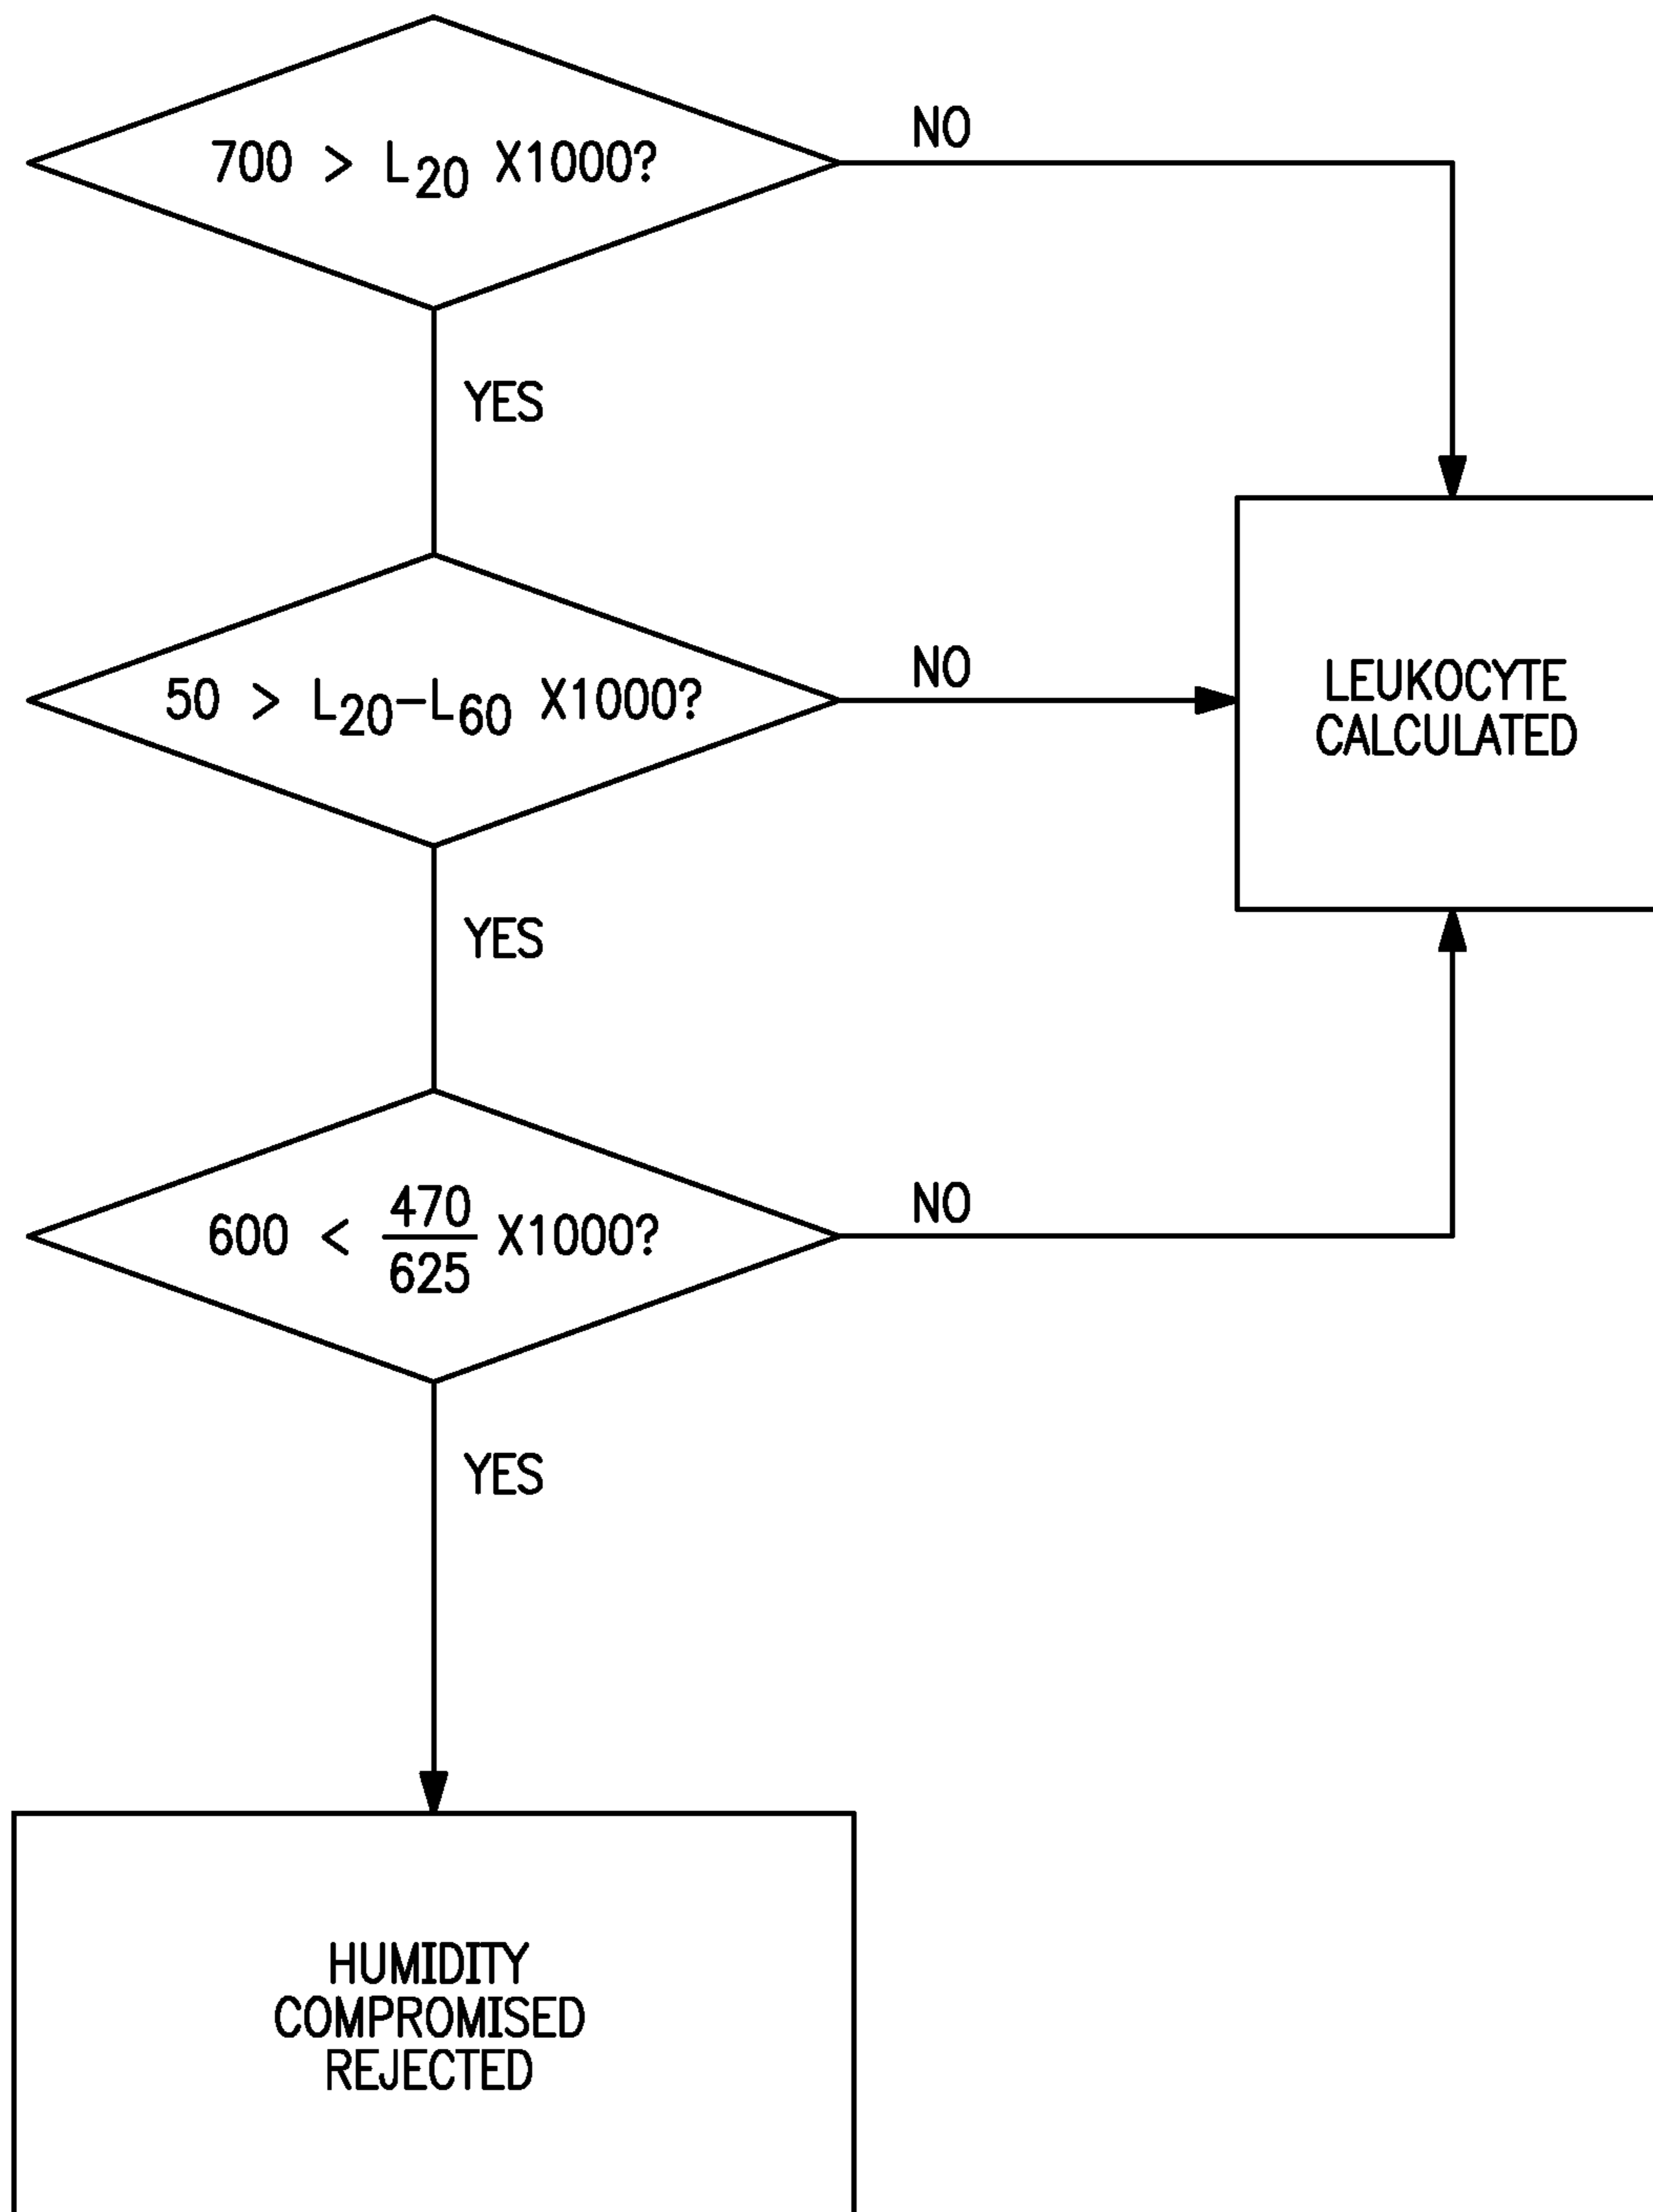 700 > L20 X1000?
NO
YES
50 > L20-L60 X1000?
NO
LEUKOCYTE
CALCULATED
YES
600 < 470/625 X1000?
NO
YES
HUMIDITY
COMPROMISED
REJECTED